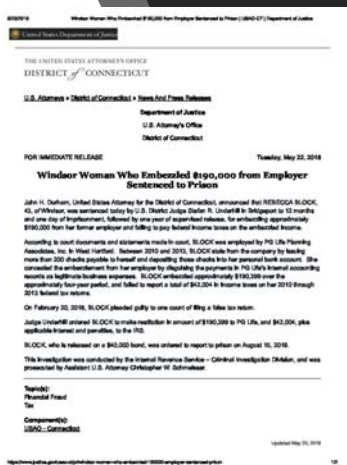 Windsor Woman Who Embezzled $190,000 from Employer Sentenced to Prison | USAO-CT | Department of Justice
United States Department of Justice
THE UNITED STATES ATTORNEY'S OFFICE
DISTRICT of CONNECTICUT
U.S. Attorneys » District of Connecticut » News And Press Releases
Department of Justice
U.S. Attorney's Office
District of Connecticut
FOR IMMEDIATE RELEASE
Tuesday, May 22, 2018
Windsor Woman Who Embezzled $190,000 from Employer
Sentenced to Prison
John H. Durham, United States Attorney for the District of Connecticut, announced that REBECCA BLOCK,
43, of Windsor, was sentenced today by U.S. District Judge Stefan R. Underhill in Bridgeport to 12 months
and one day of imprisonment, followed by one year of supervised release, for embezzling approximately
$190,000 from her former employer and failing to pay federal income taxes on the embezzled income.
According to court documents and statements made in court, BLOCK was employed by PG Life Planning
Associates, Inc. in West Hartford. Between 2010 and 2013, BLOCK stole from the company by issuing
more than 200 checks payable to herself and depositing those checks into her personal bank account. She
concealed the embezzlement from her employer by disguising the payments in PG Life's internal accounting
records as legitimate business expenses. BLOCK embezzled approximately $190,399 over the
approximately four-year period, and failed to report a total of $42,004 in income taxes on her 2010 through
2013 federal tax returns.
On February 20, 2018, BLOCK pleaded guilty to one count of filing a false tax return.
Judge Underhill ordered BLOCK to make restitution in amount of $190,399 to PG Life, and $42,004, plus
applicable interest and penalties, to the IRS.
BLOCK, who is released on a $40,000 bond, was ordered to report to prison on August 15, 2018.
This investigation was conducted by the Internal Revenue Service – Criminal Investigation Division, and was
prosecuted by Assistant U.S. Attorney Christopher W. Schmeisser.
Topic(s):
Financial Fraud
Tax
Component(s):
USAO - Connecticut
Updated May 22, 2018